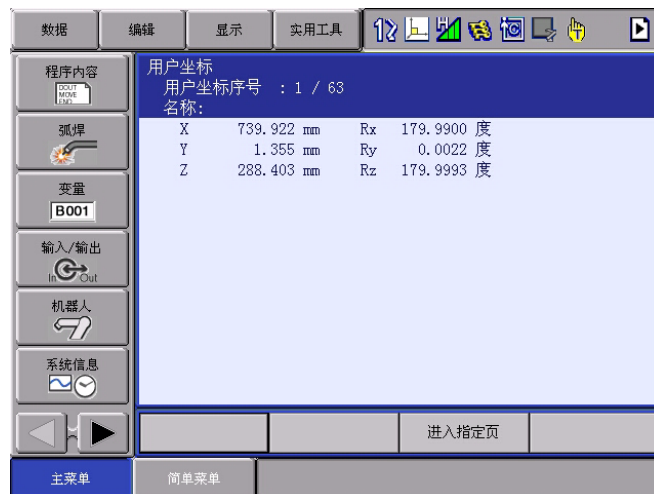 数据 编辑 显示 实用工具
程序内容
DOUT
MOVE
END
弧焊
变量
B001
输入/输出
In Out
机器人
系统信息
用户坐标
用户坐标序号 : 1 / 63
名称:
X 739.922 mm Rx 179.9900 度
Y 1.355 mm Ry 0.0022 度
Z 288.403 mm Rz 179.9993 度
进入指定页
主菜单 简单菜单